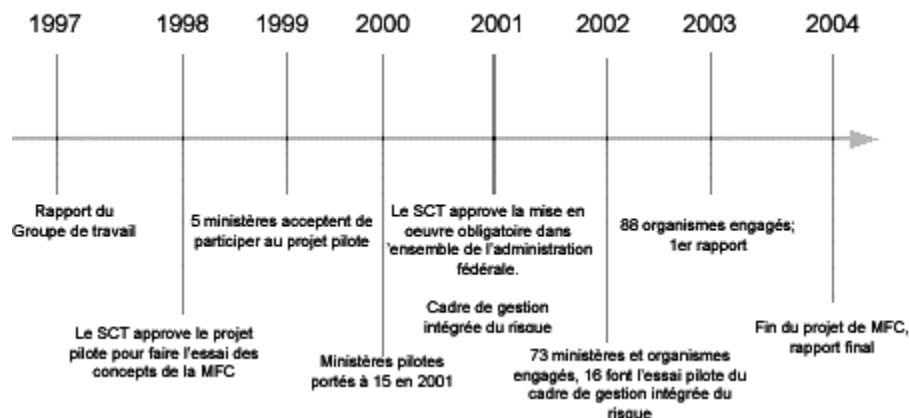 1997
1998
1999
2000
2001
2002
2003
2004
Rapport du
Groupe de travail
Le SCT approve le projet
pilote pour faire l'essai des
concepts de la MFC
5 ministères acceptent de
participer au projet pilote
Ministères pilotes
portés à 15 en 2001
Le SCT approve la mise en
oeuvre obligatoire dans
'ensemble de l'administration
fédérale.
Cadre de gestion
intégrée du risque
73 ministères et organismes
engagés, 16 font l'essai pilote du
cadre de gestion intégrée du
risque
88 organismes engagés;
1er rapport
Fin du projet de MFC,
rapport final